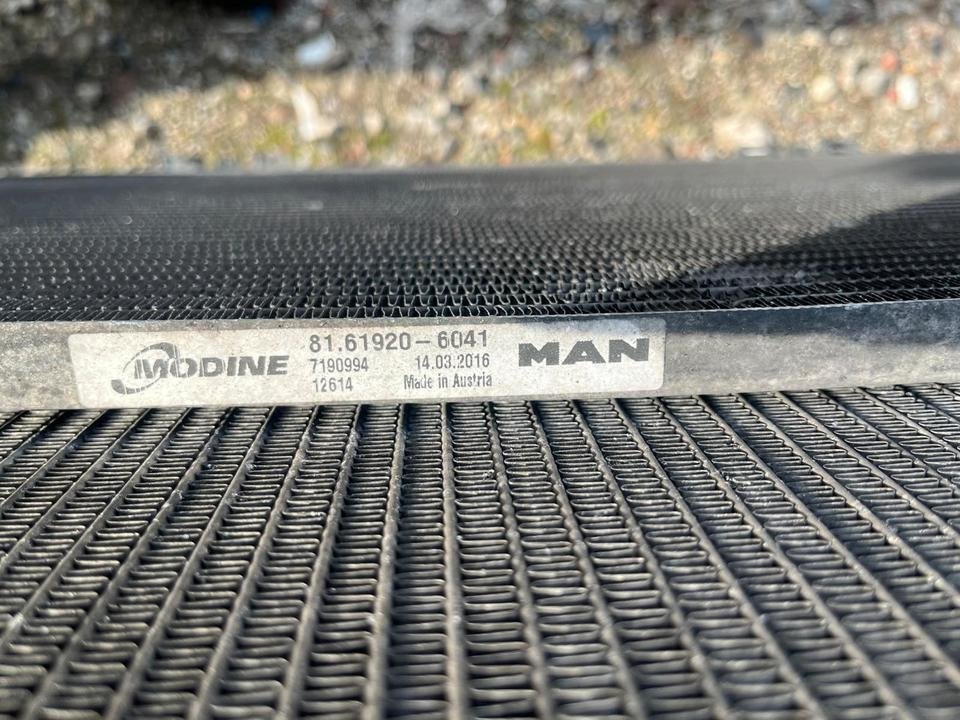 MODINE
81.61920-6041
7190994 14.03.2016
12614 Made in Austria
MAN